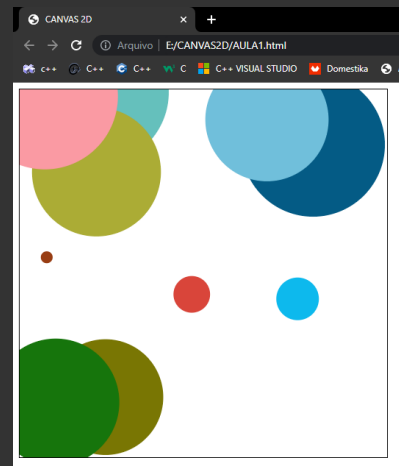 CANVAS 2D
Arquivo E:/CANVAS2D/AULA1.html
c++ C++ C++ C C++ VISUAL STUDIO Domestika